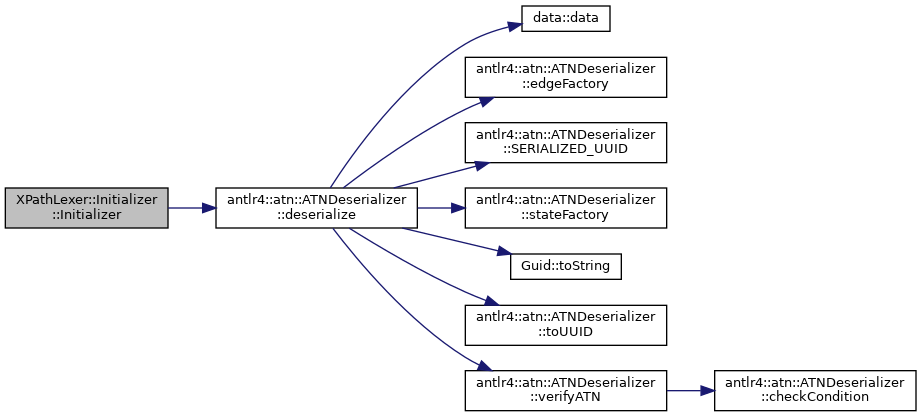 data::data
antlr4::atn::ATNDeserializer
::edgeFactory
antlr4::atn::ATNDeserializer
::SERIALIZED_UUID
XPathLexer::Initializer
::Initializer
antlr4::atn::ATNDeserializer
::deserialize
antlr4::atn::ATNDeserializer
::stateFactory
Guid::toString
antlr4::atn::ATNDeserializer
::toUUID
antlr4::atn::ATNDeserializer
::verifyATN
antlr4::atn::ATNDeserializer
::checkCondition